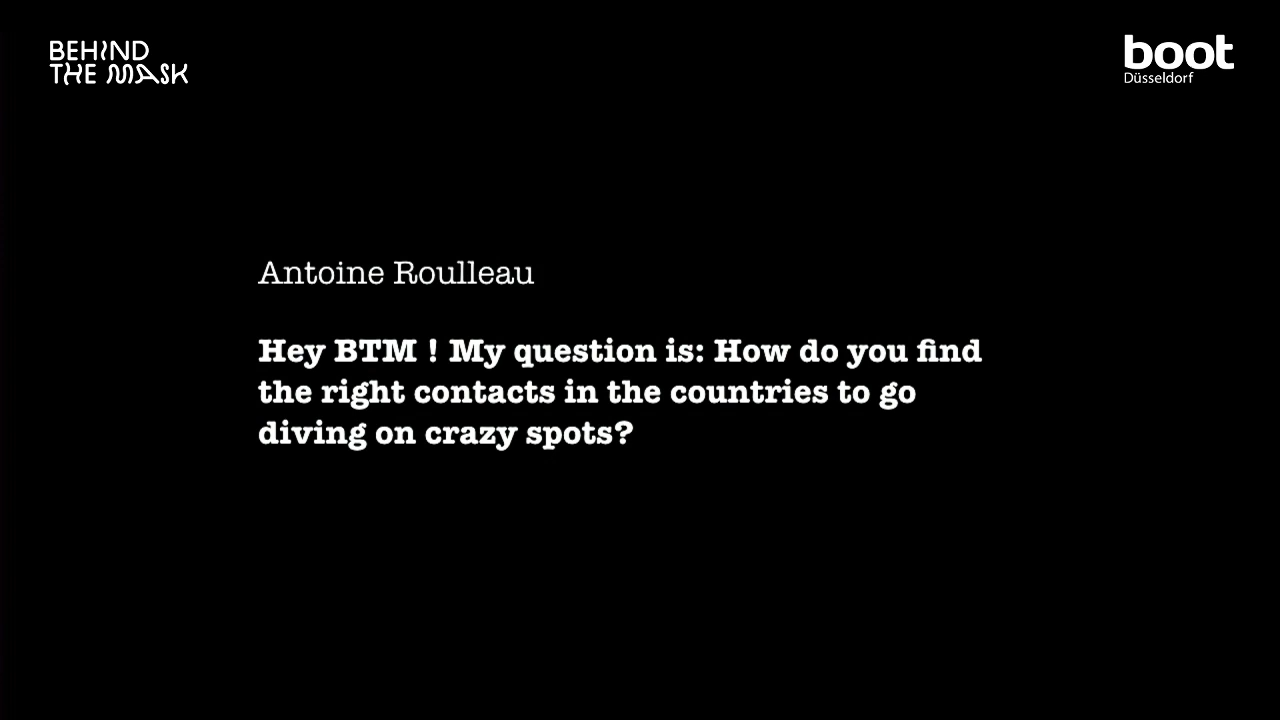 BEHIND
THE MASK
boot
Düsseldorf
Antoine Roulleau
Hey BTM ! My question is: How do you find
the right contacts in the countries to go
diving on crazy spots?